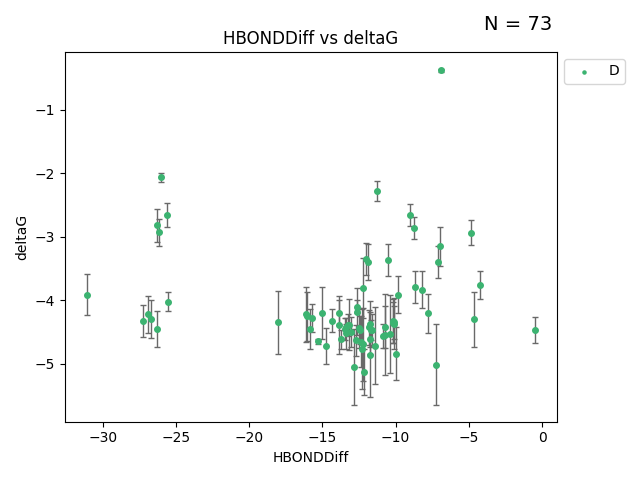 N = 73
HBONDDiff vs deltaG
D
−1
−2
−3
−4
−5
deltaG
−30 −25 −20 −15 −10 −5 0
HBONDDiff